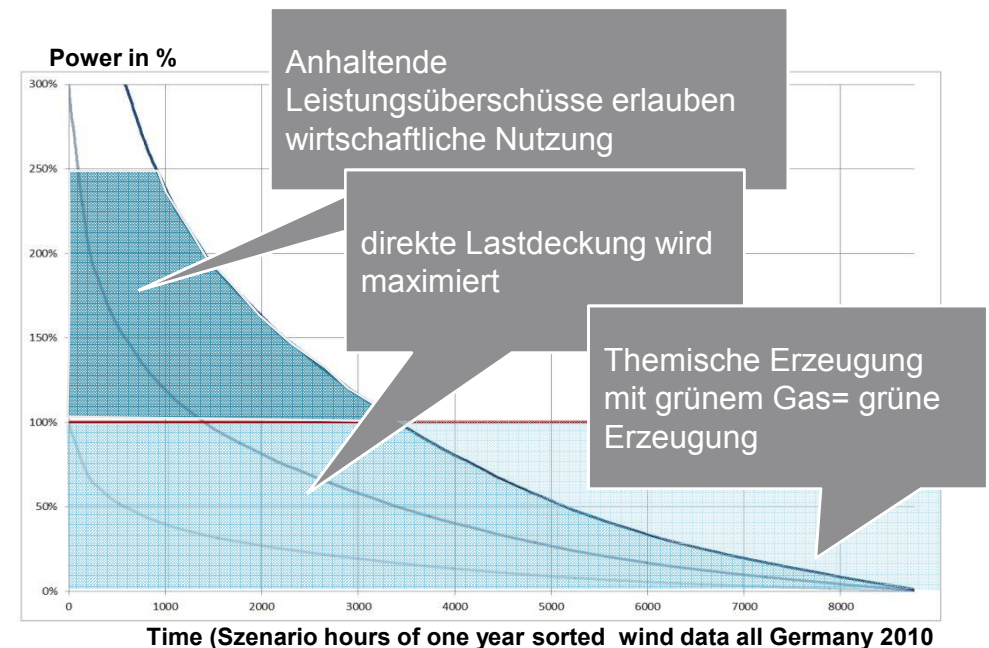 Power in %
Anhaltende
Leistungsüberschüsse erlauben
wirtschaftliche Nutzung
direkte Lastdeckung wird
maximiert
Themische Erzeugung
mit grünem Gas= grüne
Erzeugung
300%
250%
200%
150%
100%
50%
0%
0 1000 2000 3000 4000 5000 6000 7000 8000
Time (Szenario hours of one year sorted wind data all Germany 2010